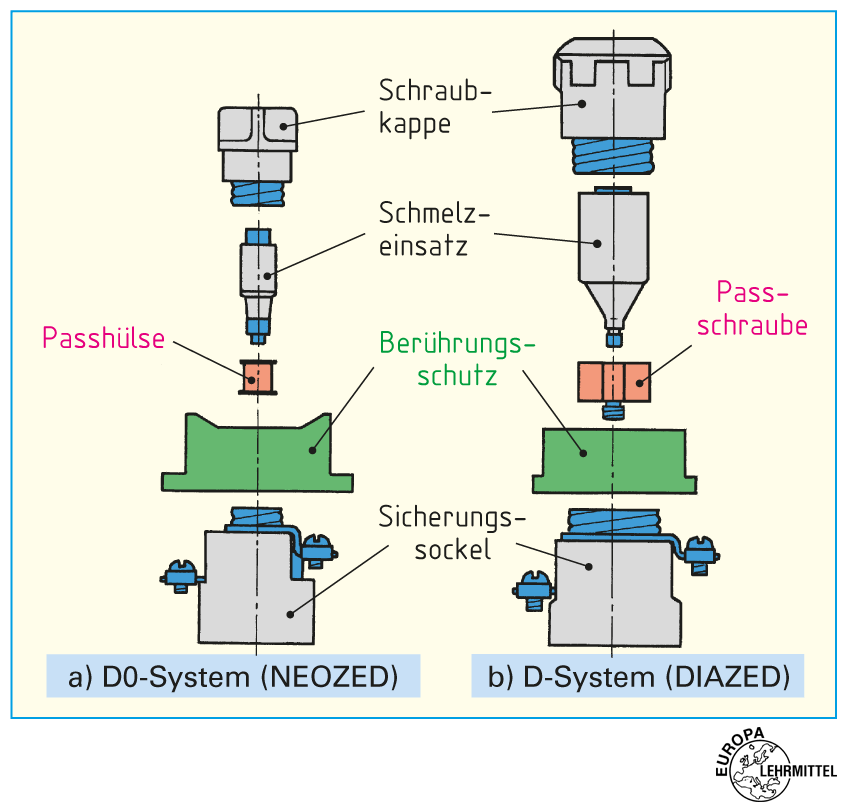 Schraub-
kappe
Schmelz-
einsatz
Pass-
schraube
Passhülse
Berührungs-
schutz
Sicherungs-
sockel
a) D0-System (NEOZED)
b) D-System (DIAZED)
EUROPA
LEHRMITTEL